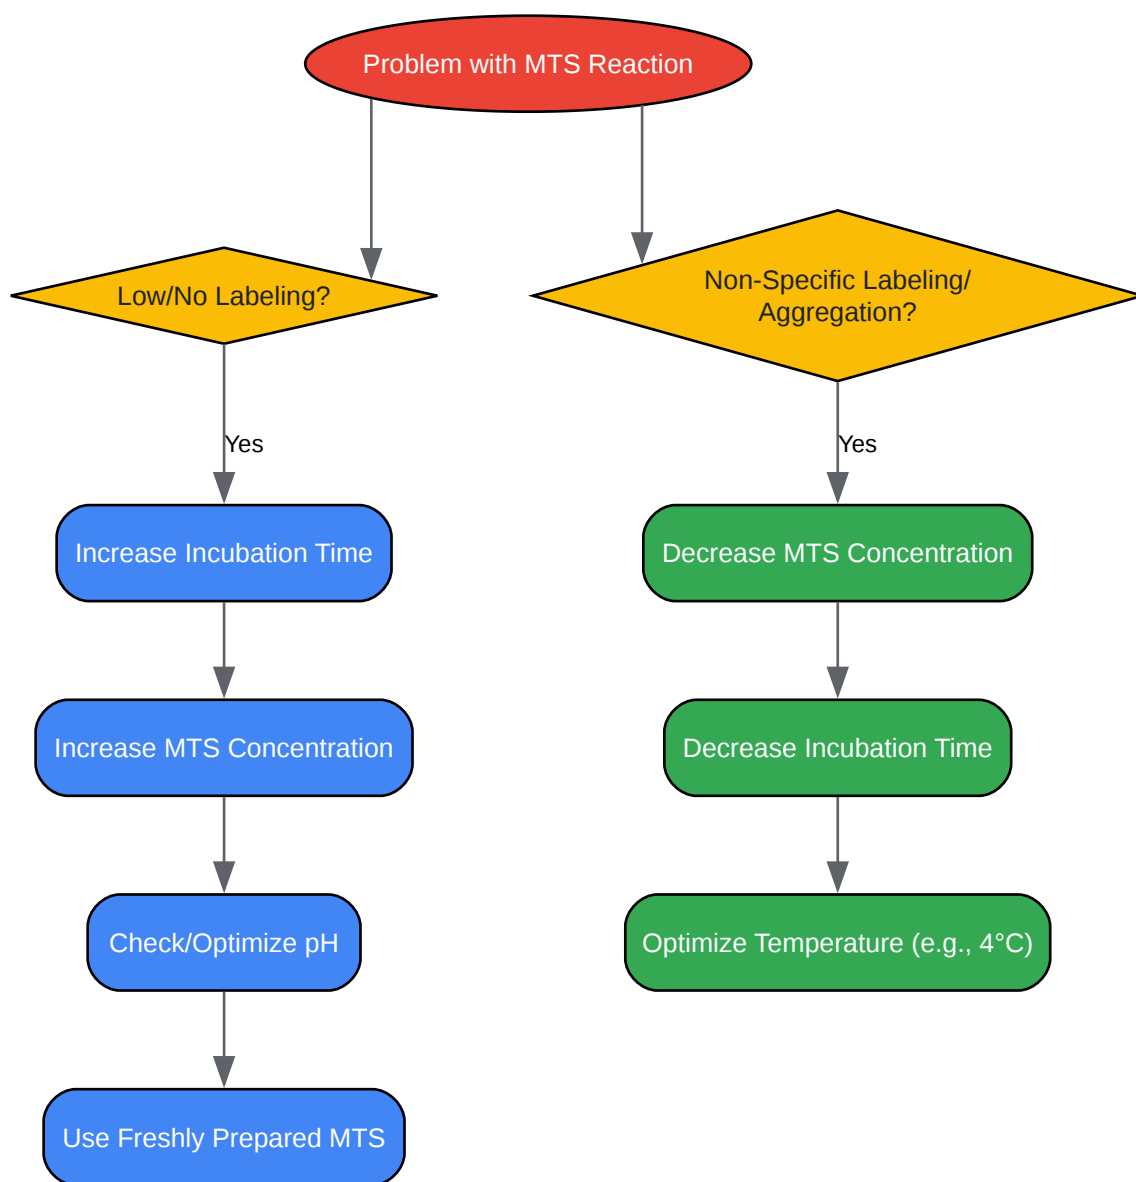 Problem with MTS Reaction
Low/No Labeling?
Non-Specific Labeling/
Aggregation?
Yes
Yes
Increase Incubation Time
Decrease MTS Concentration
Increase MTS Concentration
Decrease Incubation Time
Check/Optimize pH
Optimize Temperature (e.g., 4°C)
Use Freshly Prepared MTS